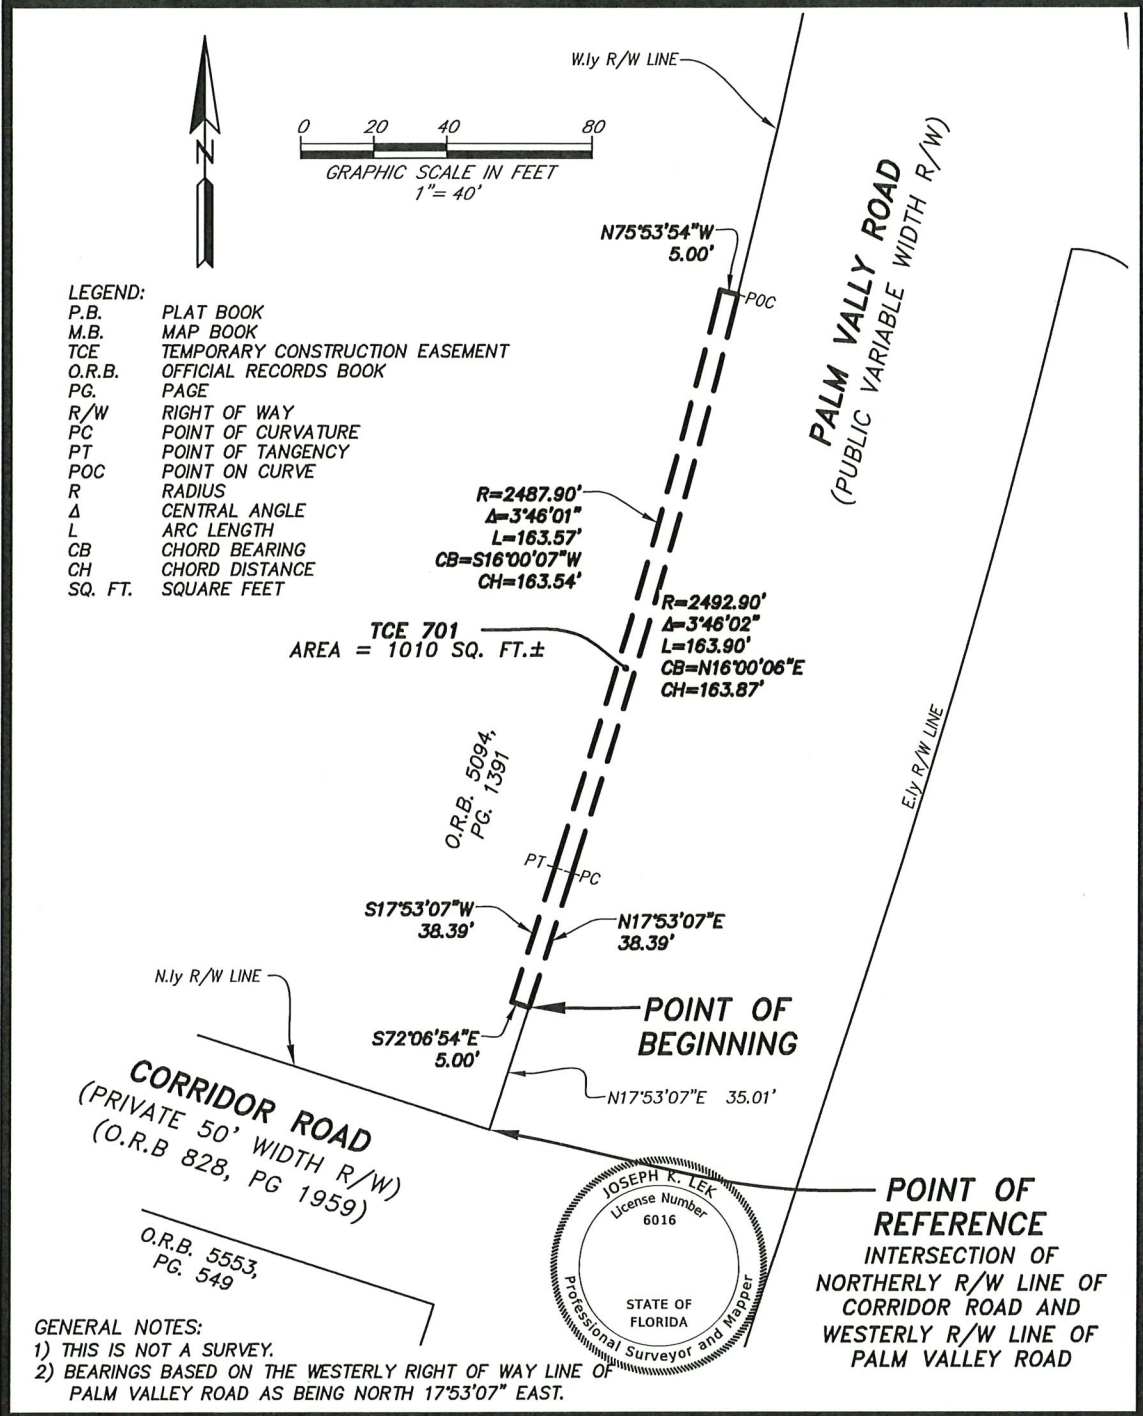 W.ly R/W LINE
N
0 20 40 80
GRAPHIC SCALE IN FEET
1"= 40'
PALM VALLY ROAD
(PUBLIC VARIABLE WIDTH R/W)
N75°53'54"W
5.00'
POC
LEGEND:
P.B. PLAT BOOK
M.B. MAP BOOK
TCE TEMPORARY CONSTRUCTION EASEMENT
O.R.B. OFFICIAL RECORDS BOOK
PG. PAGE
R/W RIGHT OF WAY
PC POINT OF CURVATURE
PT POINT OF TANGENCY
POC POINT ON CURVE
R RADIUS
Δ CENTRAL ANGLE
L ARC LENGTH
CB CHORD BEARING
CH CHORD DISTANCE
SQ. FT. SQUARE FEET
R=2487.90'
Δ=3°46'01"
L=163.57'
CB=S16°00'07"W
CH=163.54'
R=2492.90'
Δ=3°46'02"
L=163.90'
CB=N16°00'06"E
CH=163.87'
TCE 701
AREA = 1010 SQ. FT.±
O.R.B. 5094,
PG. 1391
E.ly R/W LINE
PT
PC
S17°53'07"W
38.39'
N17°53'07"E
38.39'
N.ly R/W LINE
POINT OF
BEGINNING
S72°06'54"E
5.00'
N17°53'07"E 35.01'
CORRIDOR ROAD
(PRIVATE 50' WIDTH R/W)
(O.R.B 828, PG 1959)
O.R.B. 5553,
PG. 549
JOSEPH K. LEK
License Number
6016
STATE OF
FLORIDA
Professional Surveyor and Mapper
POINT OF
REFERENCE
INTERSECTION OF
NORTHERLY R/W LINE OF
CORRIDOR ROAD AND
WESTERLY R/W LINE OF
PALM VALLEY ROAD
GENERAL NOTES:
1) THIS IS NOT A SURVEY.
2) BEARINGS BASED ON THE WESTERLY RIGHT OF WAY LINE OF
PALM VALLEY ROAD AS BEING NORTH 17°53'07" EAST.